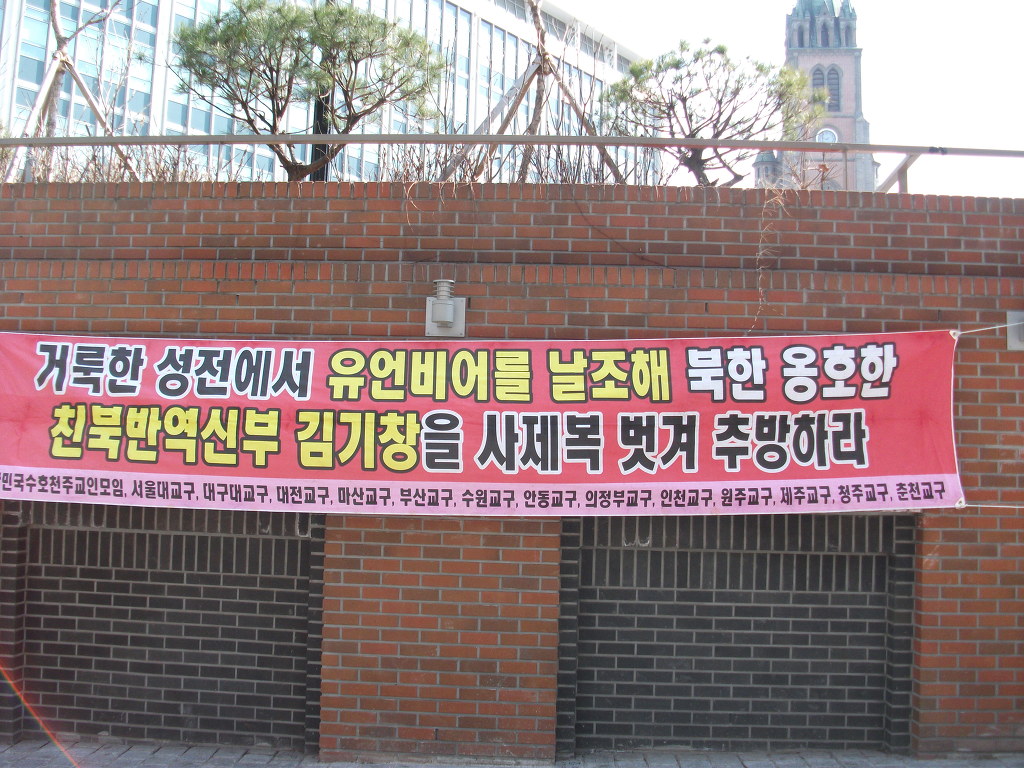 거룩한 성전에서 유언비어를 날조해 북한 옹호한
친북반역신부 김기창을 사제복 벗겨 추방하라
민국수호천주교인모임, 서울대교구, 대구대교구, 대전교구, 마산교구, 부산교구, 수원교구, 안동교구, 의정부교구, 인천교구, 원주교구, 제주교구, 청주교구, 춘천교구